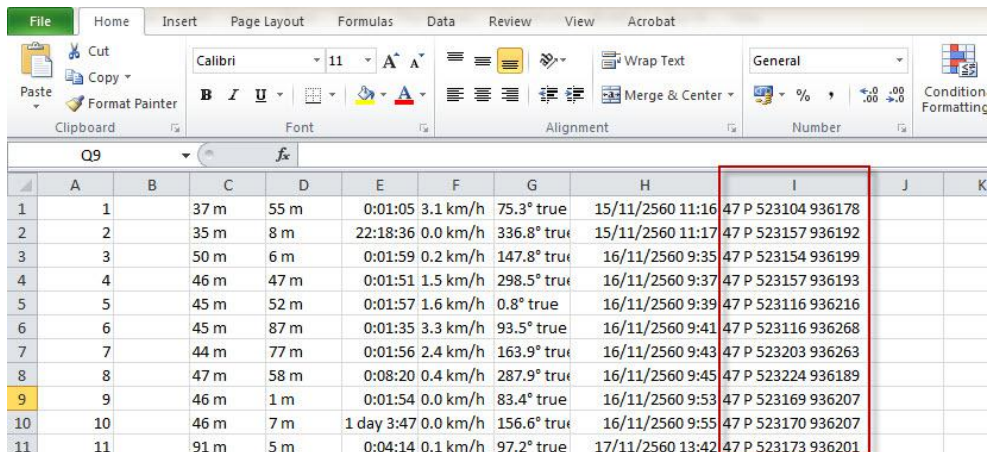 File Home Insert Page Layout Formulas Data Review View Acrobat
Cut
Copy
Format Painter
Paste
Clipboard
Calibri 11 A A
B I U A
Font
Wrap Text
Merge & Center
Alignment
General
% , .0 .00 .00 .0
Number
Condition
Formatting
Q9 fx
A B C D E F G H I J K
1 1 37 m 55 m 0:01:05 3.1 km/h 75.3° true 15/11/2560 11:16 47 P 523104 936178
2 2 35 m 8 m 22:18:36 0.0 km/h 336.8° true 15/11/2560 11:17 47 P 523157 936192
3 3 50 m 6 m 0:01:59 0.2 km/h 147.8° true 16/11/2560 9:35 47 P 523154 936199
4 4 46 m 47 m 0:01:51 1.5 km/h 298.5° true 16/11/2560 9:37 47 P 523157 936193
5 5 45 m 52 m 0:01:57 1.6 km/h 0.8° true 16/11/2560 9:39 47 P 523116 936216
6 6 45 m 87 m 0:01:35 3.3 km/h 93.5° true 16/11/2560 9:41 47 P 523116 936268
7 7 44 m 77 m 0:01:56 2.4 km/h 163.9° true 16/11/2560 9:43 47 P 523203 936263
8 8 47 m 58 m 0:08:20 0.4 km/h 287.9° true 16/11/2560 9:45 47 P 523224 936189
9 9 46 m 1 m 0:01:54 0.0 km/h 83.4° true 16/11/2560 9:53 47 P 523169 936207
10 10 46 m 7 m 1 day 3:47 0.0 km/h 156.6° true 16/11/2560 9:55 47 P 523170 936207
11 11 91 m 5 m 0:04:14 0.1 km/h 97.2° true 17/11/2560 13:42 47 P 523173 936201